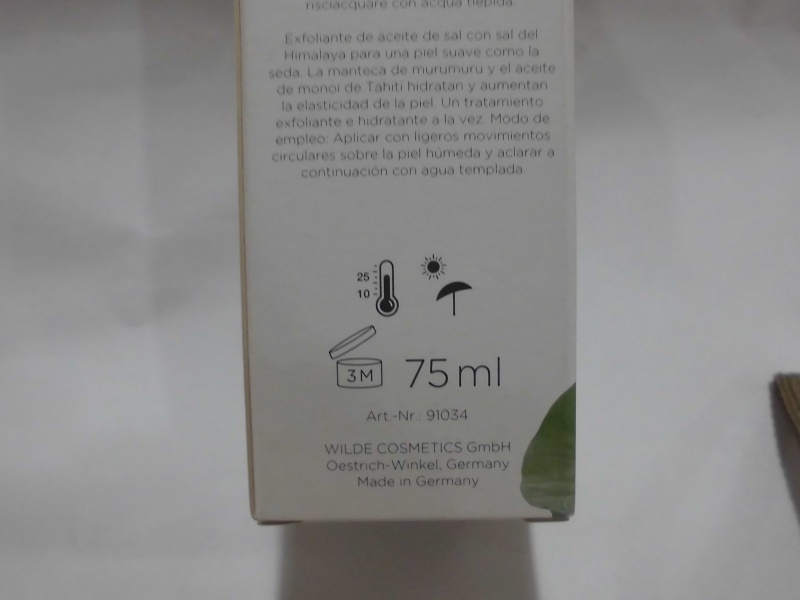 risciacquare con acqua tiepida.
Exfoliante de aceite de sal con sal del
Himalaya para una piel suave como la
seda. La manteca de murumuru y el aceite
de monoi de Tahiti hidratan y aumentan
la elasticidad de la piel. Un tratamiento
exfoliante e hidratante a la vez. Modo de
empleo: Aplicar con ligeros movimientos
circulares sobre la piel húmeda y aclarar a
continuación con agua templada.
25
10
3M
75ml
Art.-Nr.: 91034
WILDE COSMETICS GmbH
Oestrich-Winkel, Germany
Made in Germany